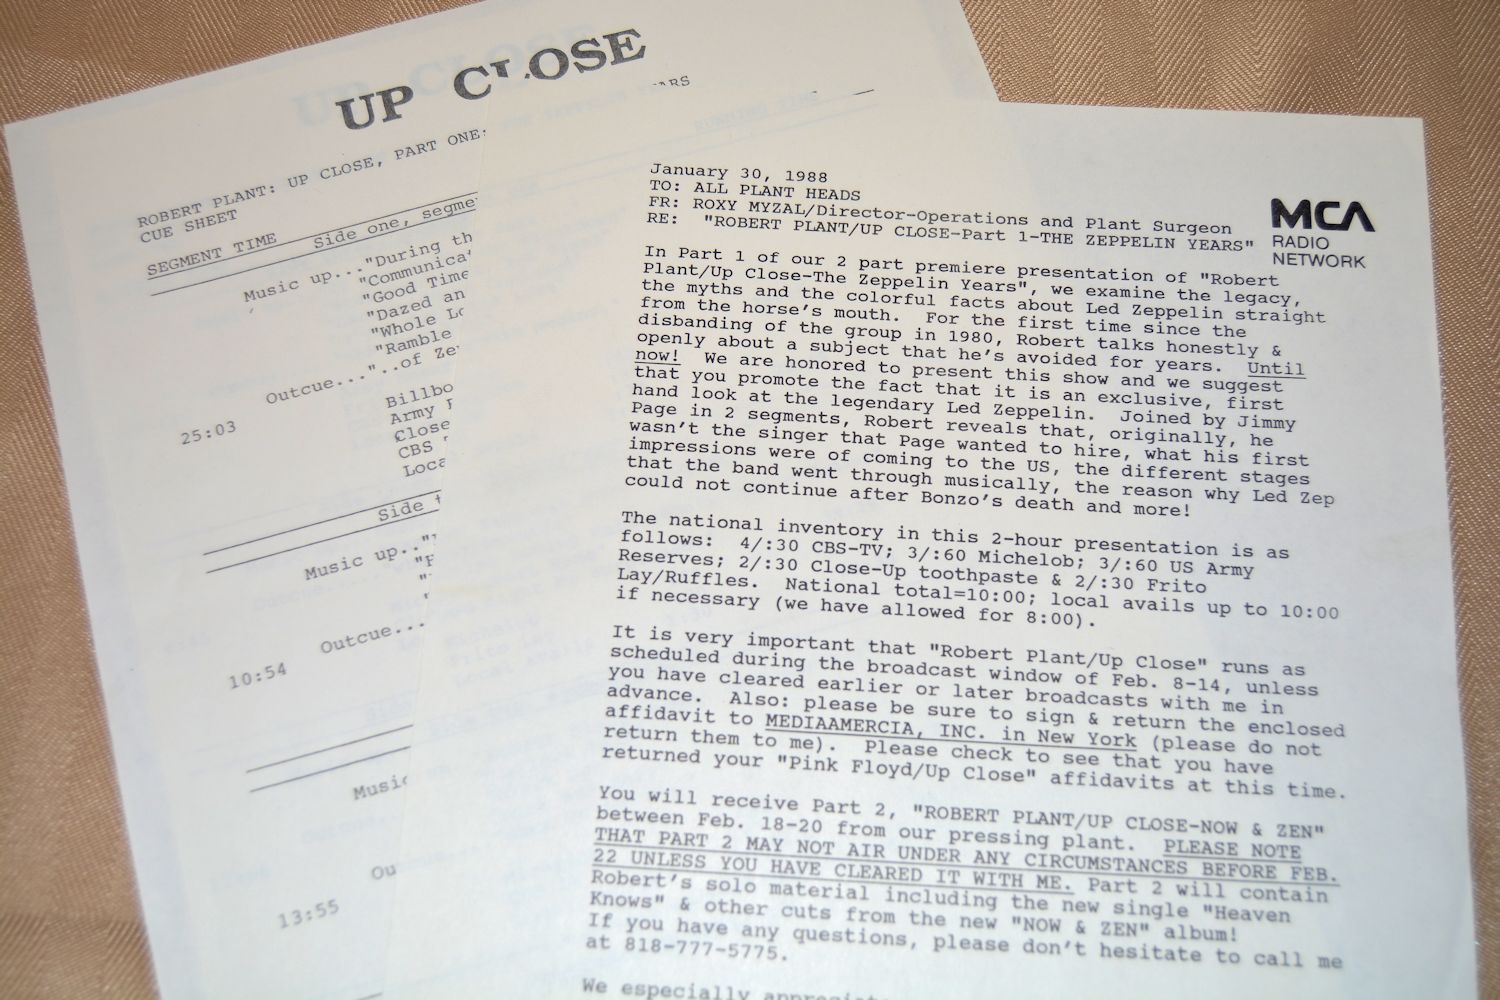 UP CLOSE
ROBERT PLANT: UP CLOSE, PART ONE:
CUE SHEET
SEGMENT TIME Side one,
Music up..."During
"Communica
"Good Time
"Dazed an
"Whole
"Ramble
Outcue..."..of
25:03
Army
Close
CBS
Side
Music up..
Outcue...
10:54
Music
13:55
January 30, 1988
TO: ALL PLANT HEADS
FR: ROXY MYZAL/Director-Operations and Plant Surgeon
RE: "ROBERT PLANT/UP CLOSE-Part 1-THE ZEPPELIN YEARS"
MCA
RADIO
NETWORK
In Part 1 of our 2 part premiere presentation of "Robert
Plant/Up Close-The Zeppelin Years", we examine the legacy,
the myths and the colorful facts about Led Zeppelin straight
from the horse's mouth. For the first time since the
disbanding of the group in 1980, Robert talks honestly &
openly about a subject that he's avoided for years. Until
now! We are honored to present this show and we suggest
that you promote the fact that it is an exclusive, first
hand look at the legendary Led Zeppelin. Joined by Jimmy
Page in 2 segments, Robert reveals that, originally, he
wasn't the singer that Page wanted to hire, what his first
impressions were of coming to the US, the different stages
that the band went through musically, the reason why Led Zep
could not continue after Bonzo's death and more!
The national inventory in this 2-hour presentation is as
follows: 4/:30 CBS-TV; 3/:60 Michelob; 3/:60 US Army
Reserves; 2/:30 Close-Up toothpaste & 2/:30 Frito
Lay/Ruffles. National total=10:00; local avails up to 10:00
if necessary (we have allowed for 8:00).
It is very important that "Robert Plant/Up Close" runs as
scheduled during the broadcast window of Feb. 8-14, unless
you have cleared earlier or later broadcasts with me in
advance. Also: please be sure to sign & return the enclosed
affidavit to MEDIAAMERCIA, INC. in New York (please do not
return them to me). Please check to see that you have
returned your "Pink Floyd/Up Close" affidavits at this time.
You will receive Part 2, "ROBERT PLANT/UP CLOSE-NOW & ZEN"
between Feb. 18-20 from our pressing plant. PLEASE NOTE
THAT PART 2 MAY NOT AIR UNDER ANY CIRCUMSTANCES BEFORE FEB.
22 UNLESS YOU HAVE CLEARED IT WITH ME. Part 2 will contain
Robert's solo material including the new single "Heaven
Knows" & other cuts from the new "NOW & ZEN" album!
If you have any questions, please don't hesitate to call me
at 818-777-5775.
We especially